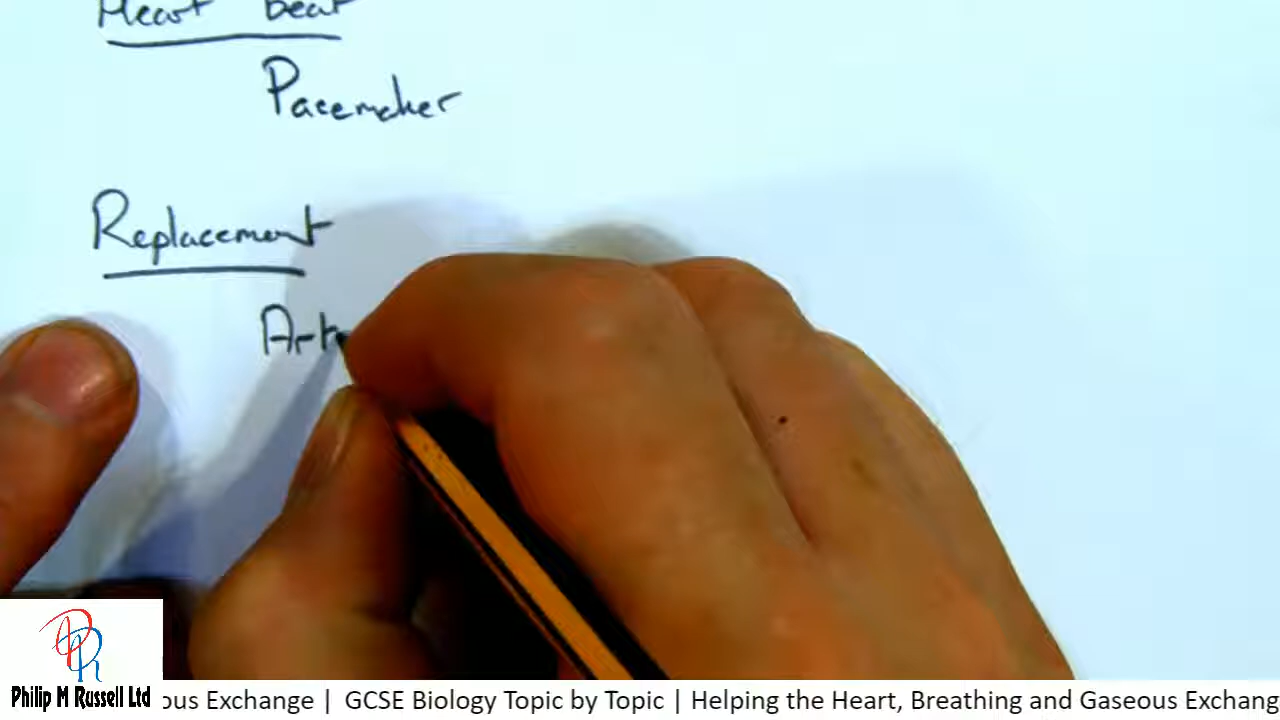 Heart beat
Pacemaker
Replacement
Art
Philip M Russell Ltd
ous Exchange | GCSE Biology Topic by Topic | Helping the Heart, Breathing and Gaseous Exchang